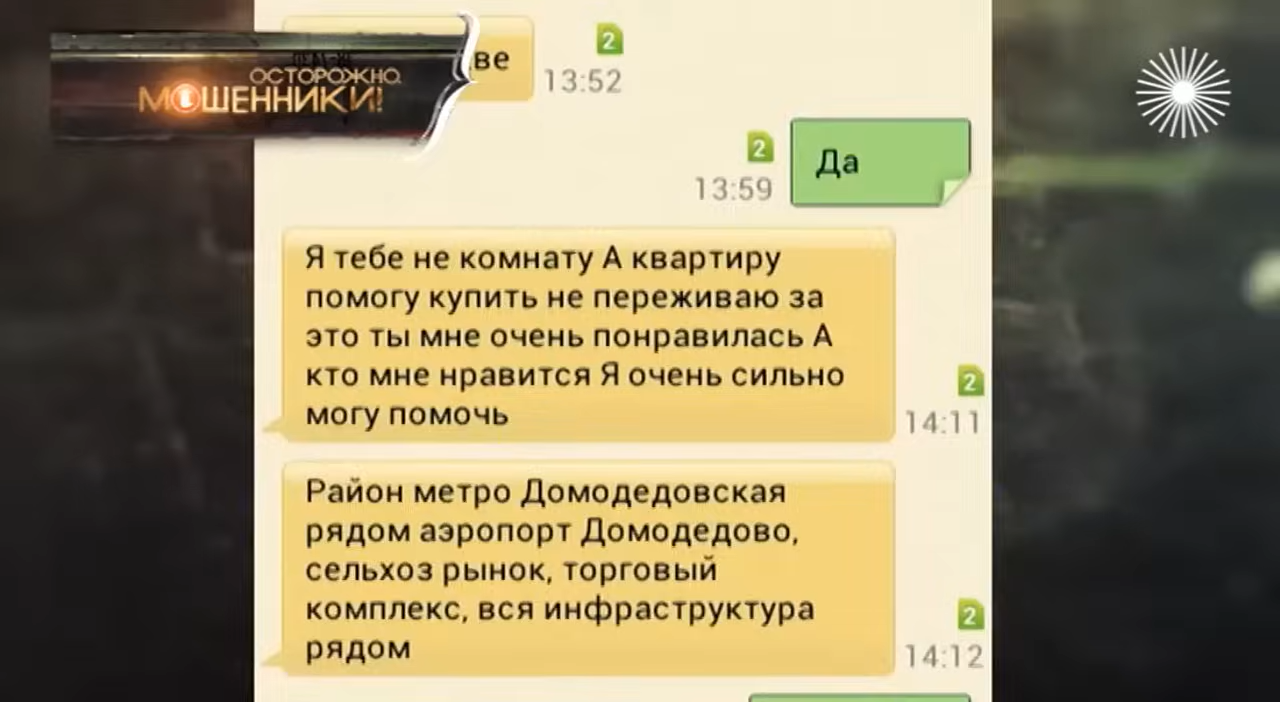 ОСТОРОЖНО,
МОШЕННИКИ!
ве
2
13:52
2
13:59
Да
Я тебе не комнату А квартиру
помогу купить не переживаю за
это ты мне очень понравилась А
кто мне нравится Я очень сильно
могу помочь
2
14:11
Район метро Домодедовская
рядом аэропорт Домодедово,
сельхоз рынок, торговый
комплекс, вся инфраструктура
рядом
2
14:12